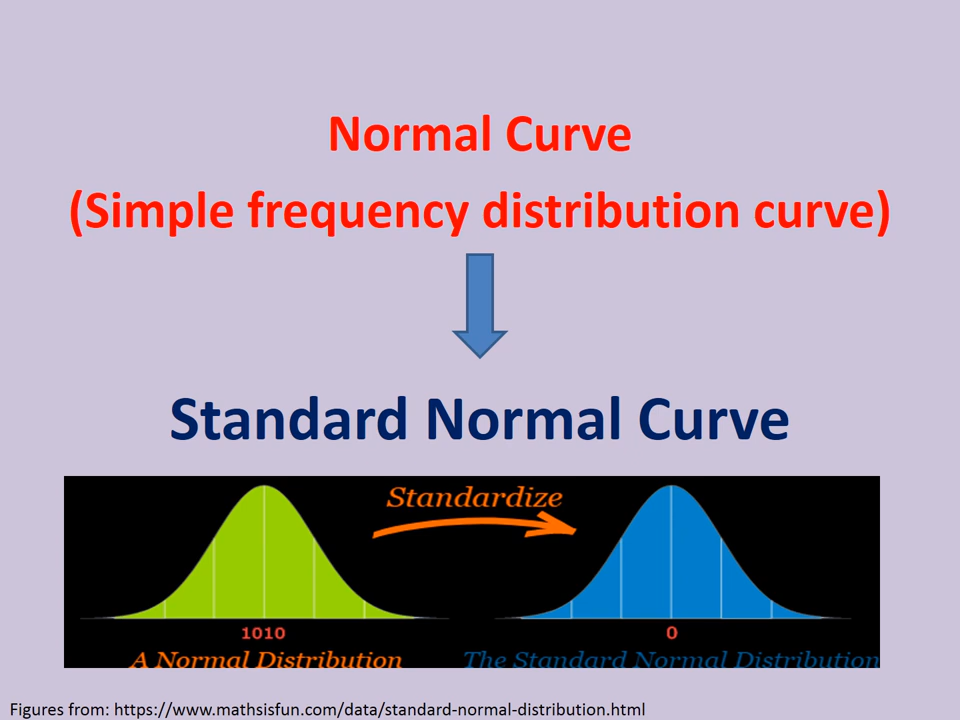 Normal Curve
(Simple frequency distribution curve)
Standard Normal Curve
Standardize
1010
0
A Normal Distribution
The Standard Normal Distribution
Figures from: https://www.mathsisfun.com/data/standard-normal-distribution.html